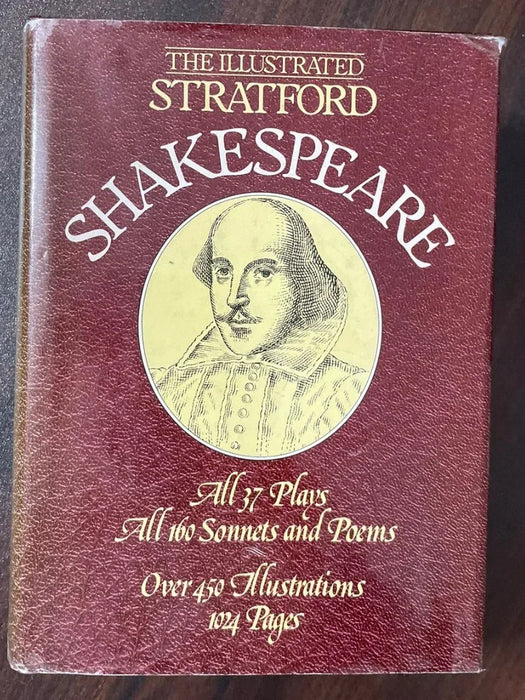 THE ILLUSTRATED
STRATFORD
SHAKESPEARE
All 37 Plays
All 160 Sonnets and Poems
Over 450 Illustrations
1024 Pages